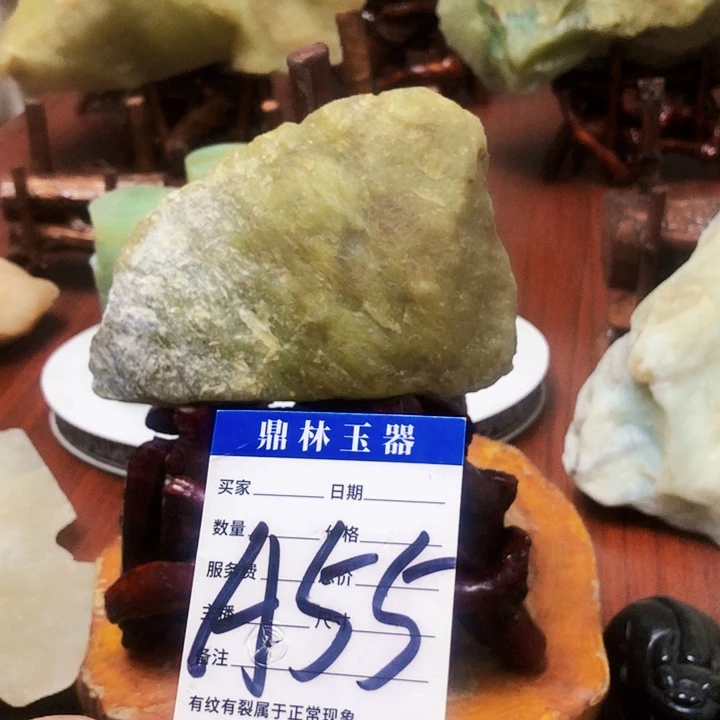 鼎林玉器
买家 日期
数量 价格
服务费 总价
主播 尺寸
A55
备注
有纹有裂属于正常现象